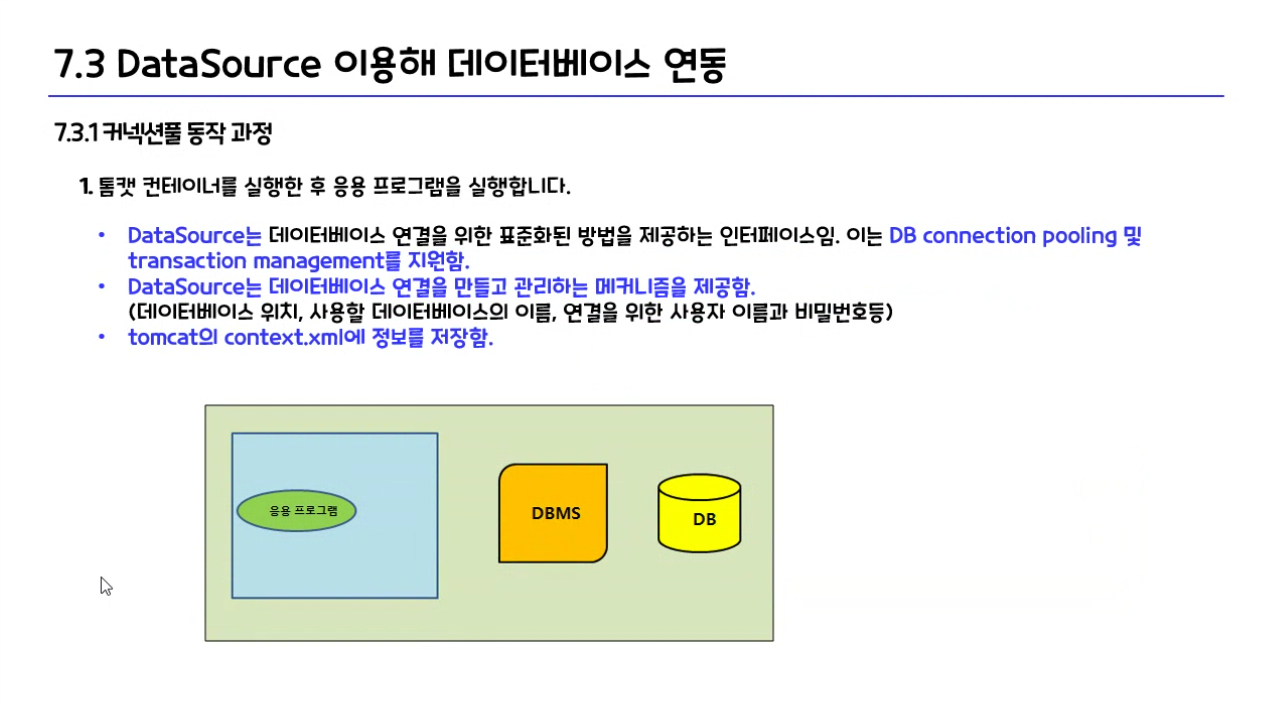 7.3 DataSource 이용해 데이터베이스 연동
7.3.1 커넥션풀 동작 과정
1. 톰캣 컨테이너를 실행한 후 응용 프로그램을 실행합니다.
• DataSource는 데이터베이스 연결을 위한 표준화된 방법을 제공하는 인터페이스임. 이는 DB connection pooling 및
transaction management를 지원함.
• DataSource는 데이터베이스 연결을 만들고 관리하는 메커니즘을 제공함.
(데이터베이스 위치, 사용할 데이터베이스의 이름, 연결을 위한 사용자 이름과 비밀번호등)
• tomcat의 context.xml에 정보를 저장함.
응용 프로그램
DBMS
DB